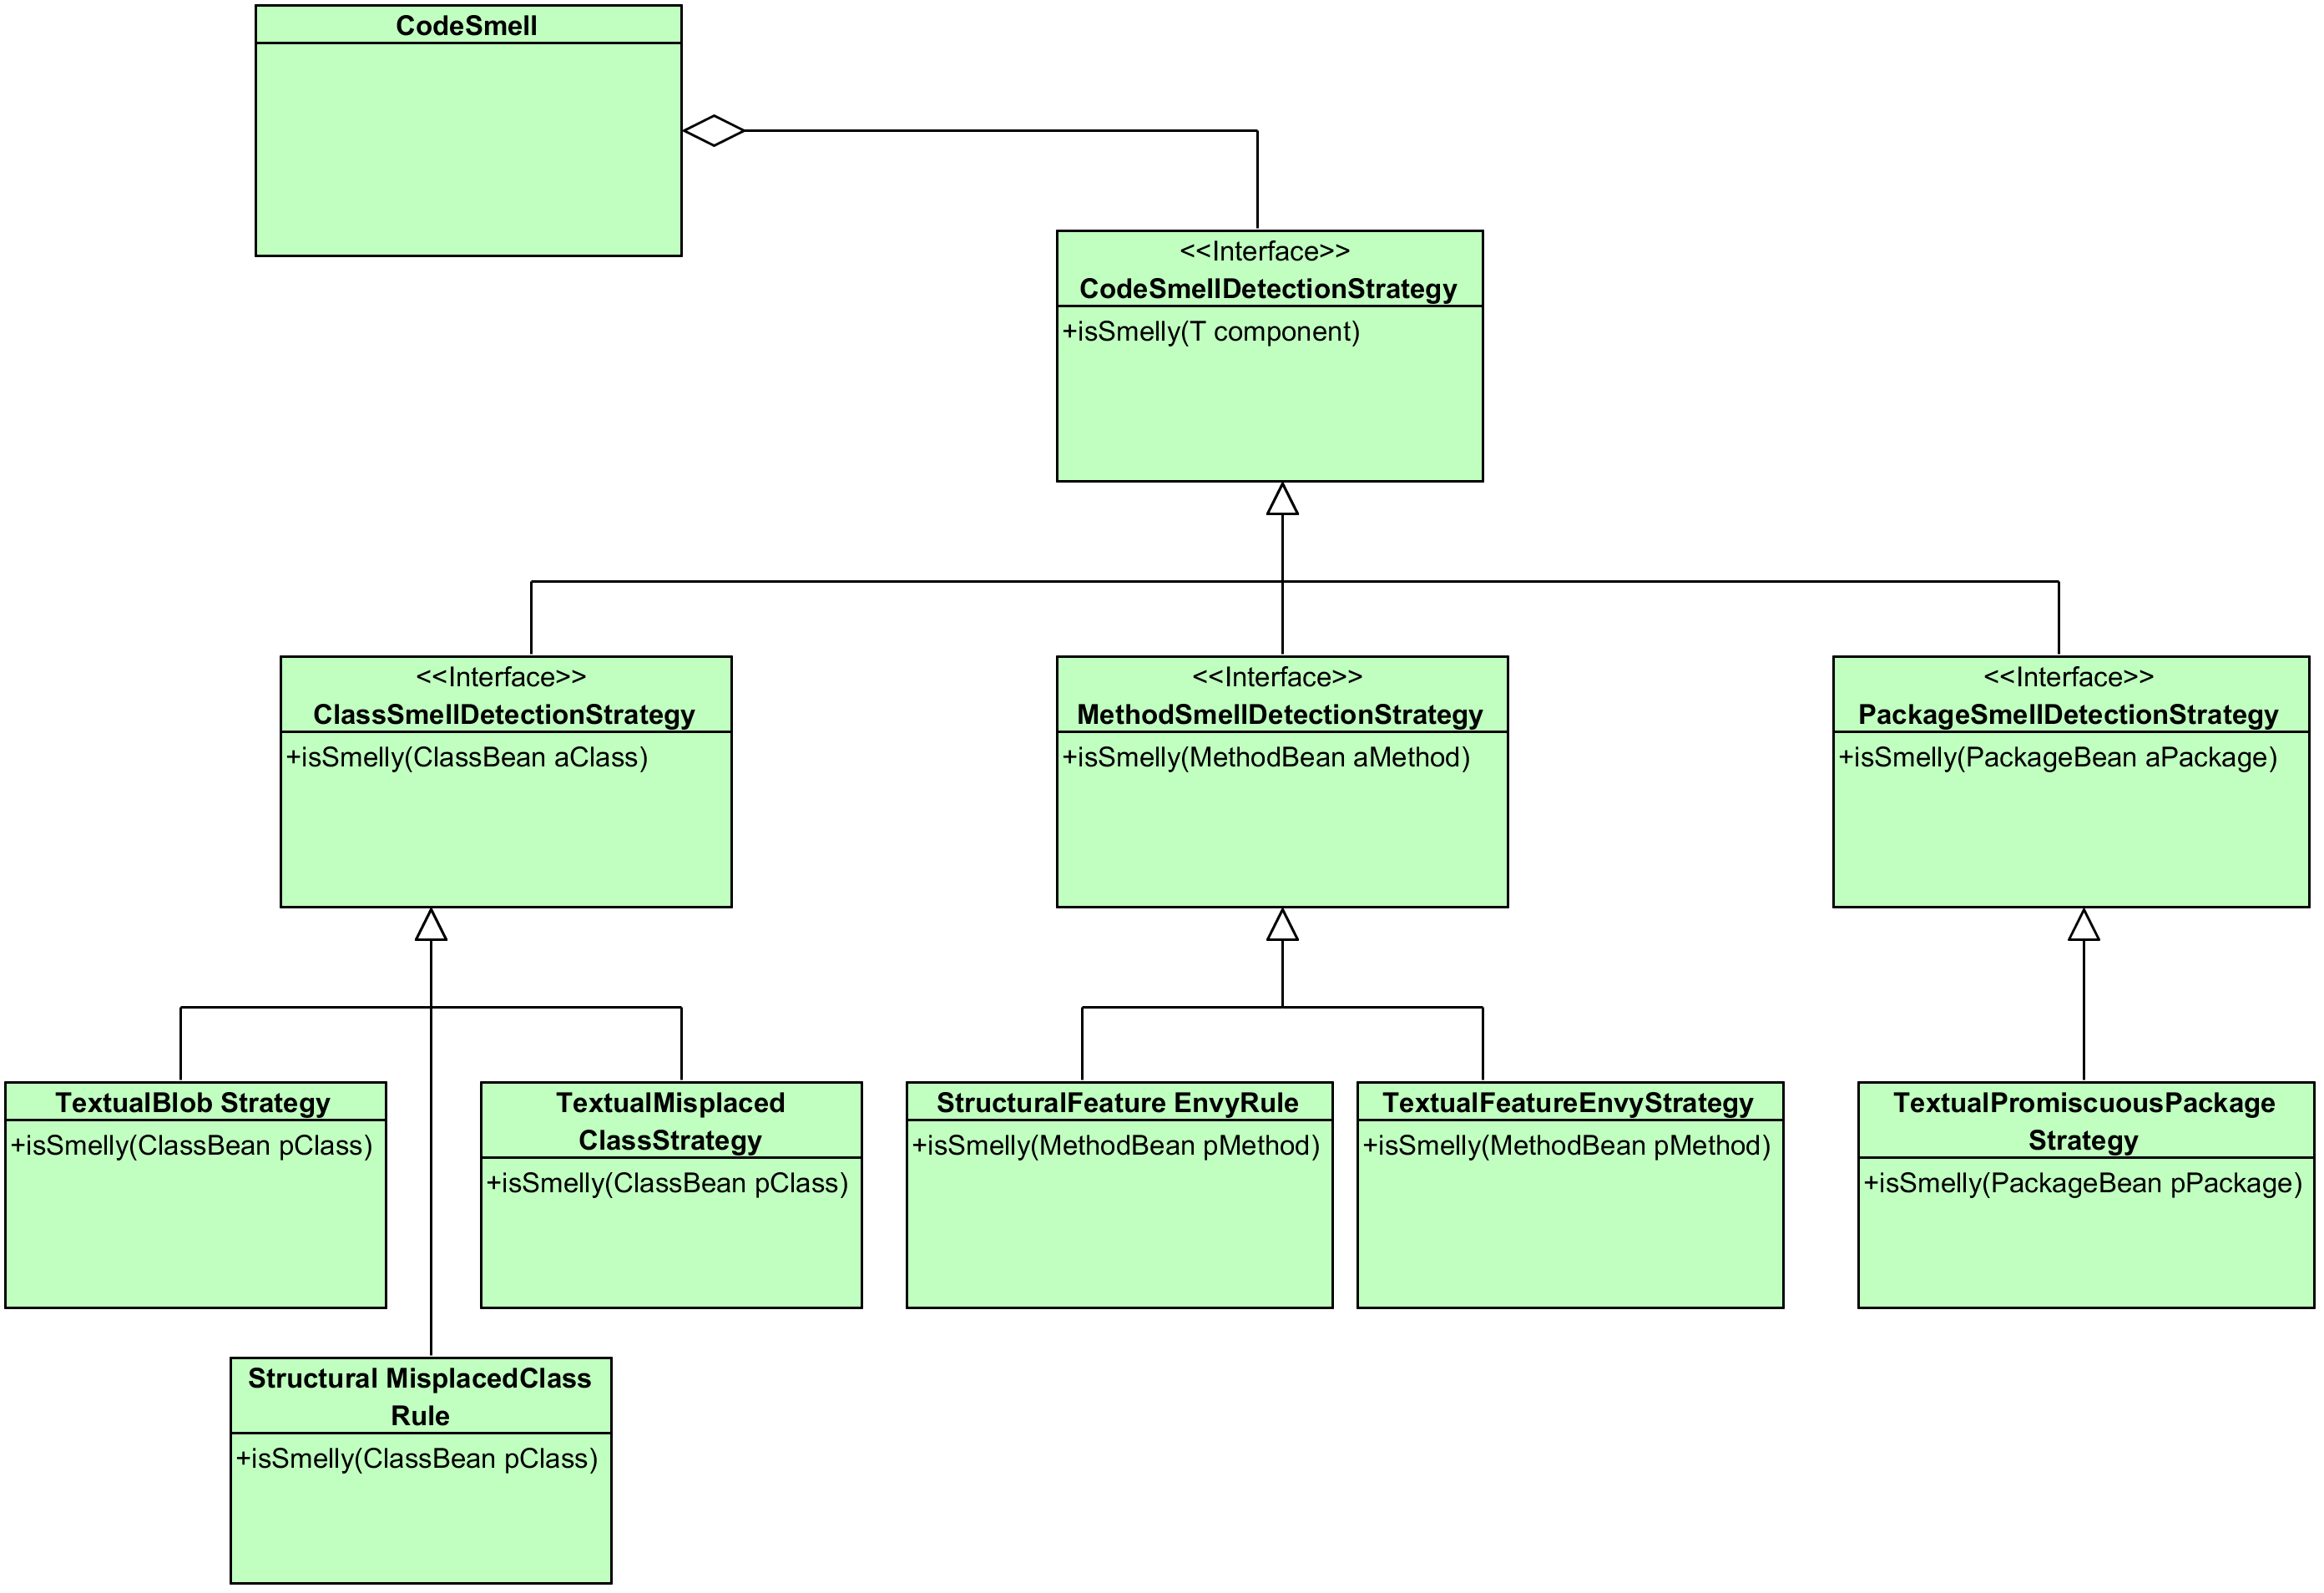 CodeSmell
<<Interface>>
CodeSmellDetectionStrategy
+isSmelly(T component)
<<Interface>>
ClassSmellDetectionStrategy
+isSmelly(ClassBean aClass)
<<Interface>>
MethodSmellDetectionStrategy
+isSmelly(MethodBean aMethod)
<<Interface>>
PackageSmellDetectionStrategy
+isSmelly(PackageBean aPackage)
TextualBlob Strategy
+isSmelly(ClassBean pClass)
TextualMisplaced
ClassStrategy
+isSmelly(ClassBean pClass)
StructuralFeature EnvyRule
+isSmelly(MethodBean pMethod)
TextualFeatureEnvyStrategy
+isSmelly(MethodBean pMethod)
TextualPromiscuousPackage
Strategy
+isSmelly(PackageBean pPackage)
Structural MisplacedClass
Rule
+isSmelly(ClassBean pClass)